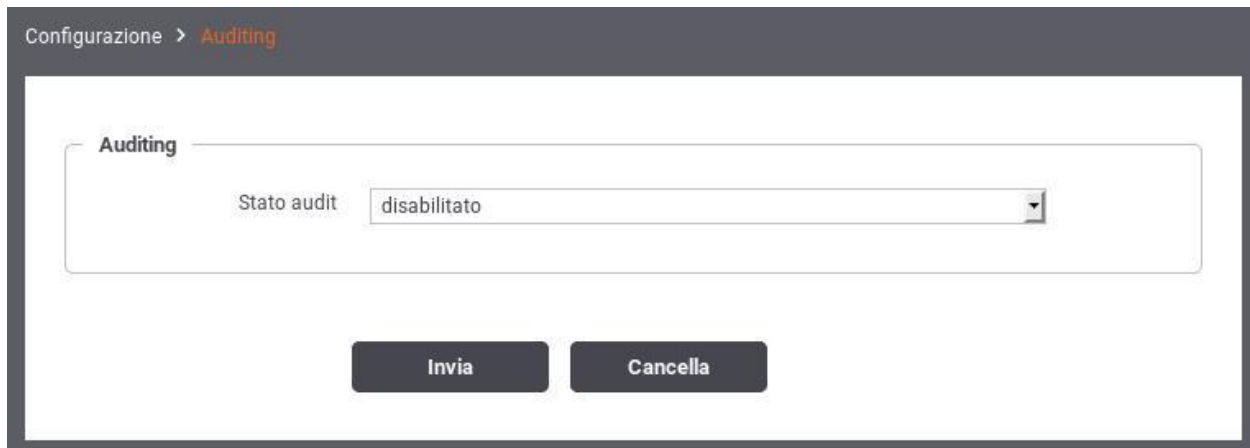 Configurazione > Auditing
Auditing
Stato audit disabilitato
Invia Cancella